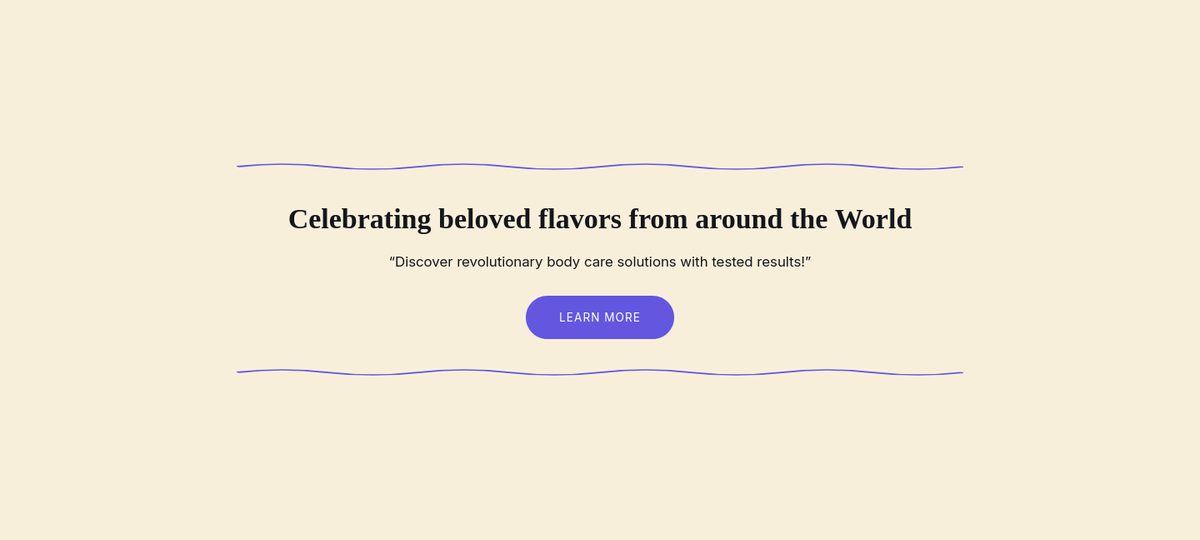 Celebrating beloved flavors from around the World
“Discover revolutionary body care solutions with tested results!”
LEARN MORE